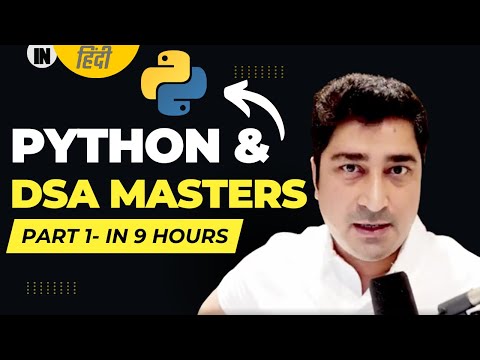 IN हिंदी
PYTHON &
DSA MASTERS
PART 1- IN 9 HOURS